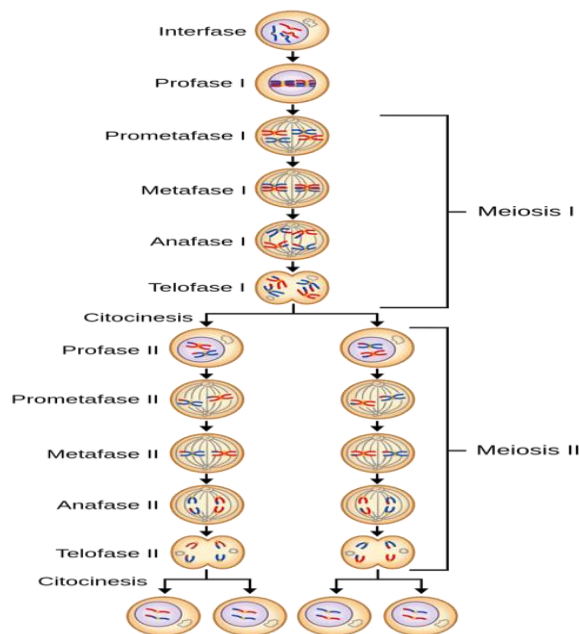 Interfase
Profase I
Prometafase I
Metafase I
Meiosis I
Anafase I
Telofase I
Citocinesis
Profase II
Prometafase II
Metafase II
Meiosis II
Anafase II
Telofase II
Citocinesis